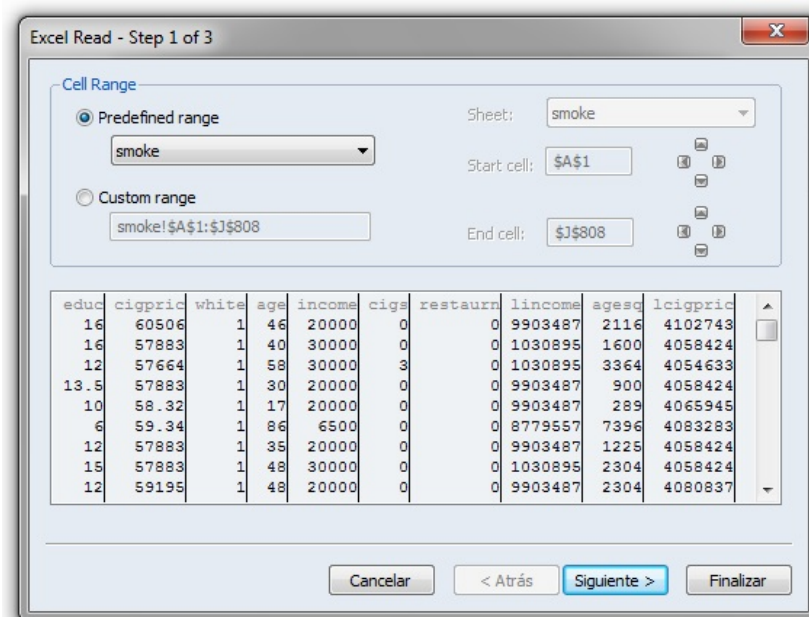 Excel Read - Step 1 of 3
Cell Range
Predefined range
smoke
Custom range
smoke!$A$1:$J$808
Sheet: smoke
Start cell: $A$1
End cell: $J$808
educ cigpric white age income cigs restaurn lincome agesq lcigpric
16 60506 1 46 20000 0 0 9903487 2116 4102743
16 57883 1 40 30000 0 0 1030895 1600 4058424
12 57664 1 58 30000 3 0 1030895 3364 4054633
13.5 57883 1 30 20000 0 0 9903487 900 4058424
10 58.32 1 17 20000 0 0 9903487 289 4065945
6 59.34 1 86 6500 0 0 8779557 7396 4083283
12 57883 1 35 20000 0 0 9903487 1225 4058424
15 57883 1 48 30000 0 0 1030895 2304 4058424
12 59195 1 48 20000 0 0 9903487 2304 4080837
Cancelar < Atrás Siguiente > Finalizar